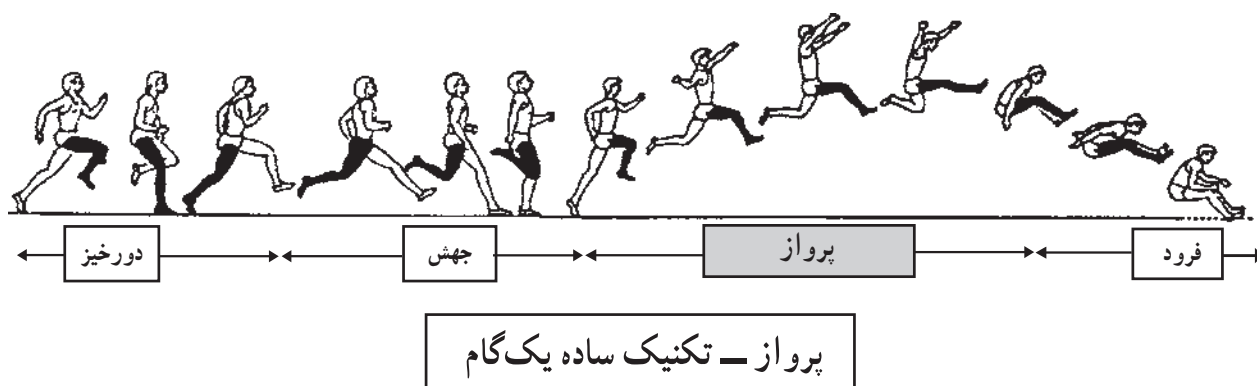 دورخیز
جهش
پرواز
فرود
پرواز – تکنیک ساده یک‌گام